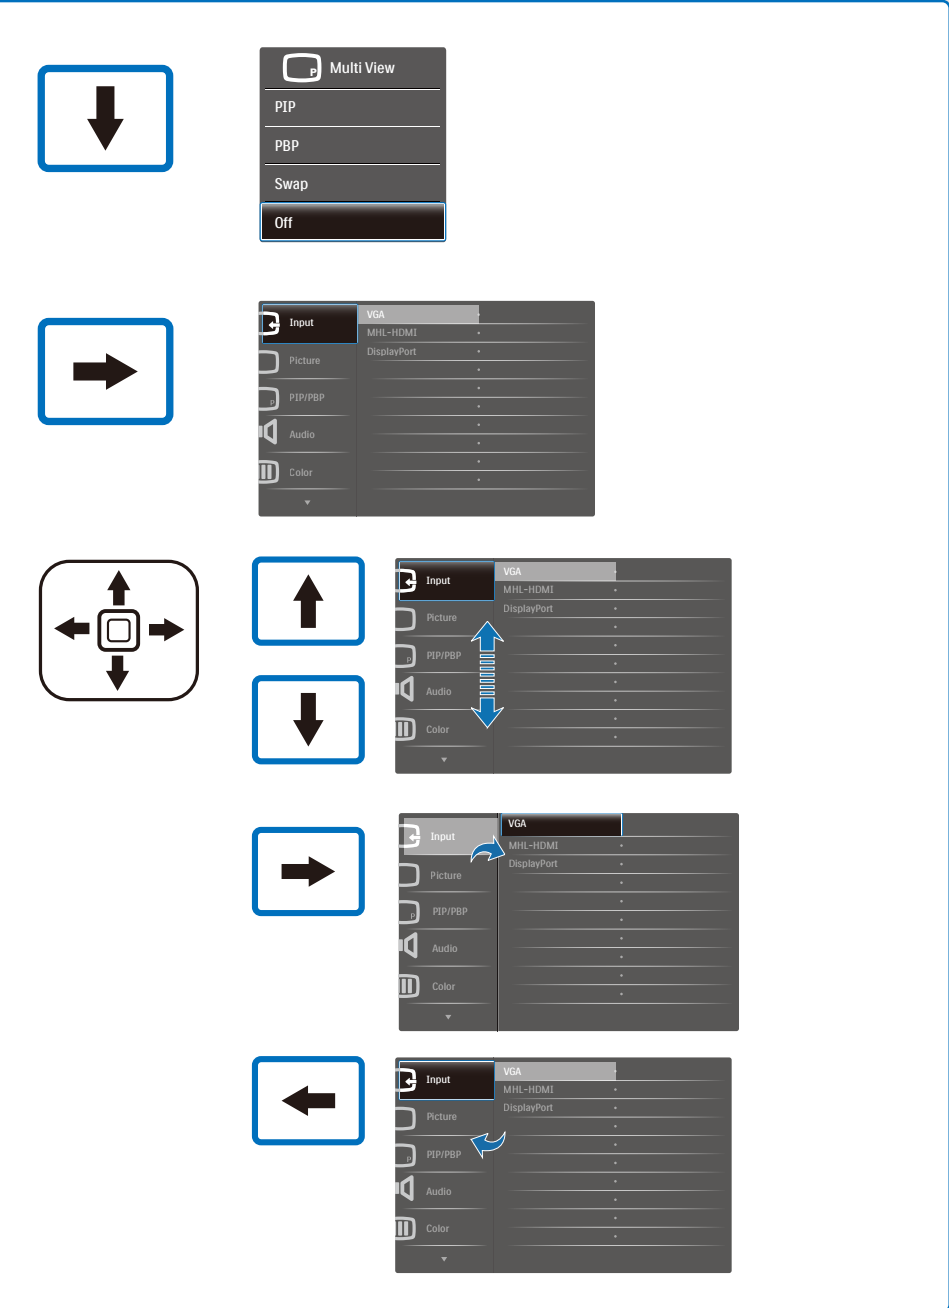 P Multi View
PIP
PBP
Swap
Off
Input
VGA
MHL-HDMI
DisplayPort
Picture
P PIP/PBP
Audio
Color
Input
VGA
MHL-HDMI
DisplayPort
Picture
P PIP/PBP
Audio
Color
Input
VGA
MHL-HDMI
DisplayPort
Picture
P PIP/PBP
Audio
Color
Input
VGA
MHL-HDMI
DisplayPort
Picture
P PIP/PBP
Audio
Color